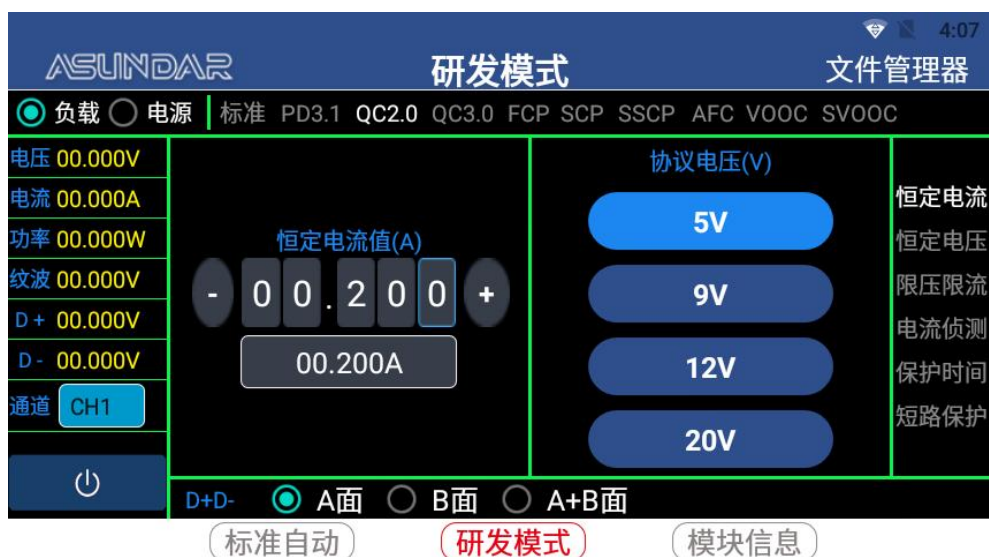 4:07
ASUNDAR 研发模式 文件管理器
负载 电源 标准 PD3.1 QC2.0 QC3.0 FCP SCP SSCP AFC VOOC SVOOC
电压 00.000V
电流 00.000A
功率 00.000W
纹波 00.000V
D+ 00.000V
D- 00.000V
通道 CH1
恒定电流值(A)
- 0 0 . 2 0 0 +
00.200A
协议电压(V)
5V
9V
12V
20V
恒定电流
恒定电压
限压限流
电流侦测
保护时间
短路保护
D+D- A面 B面 A+B面
标准自动 研发模式 模块信息